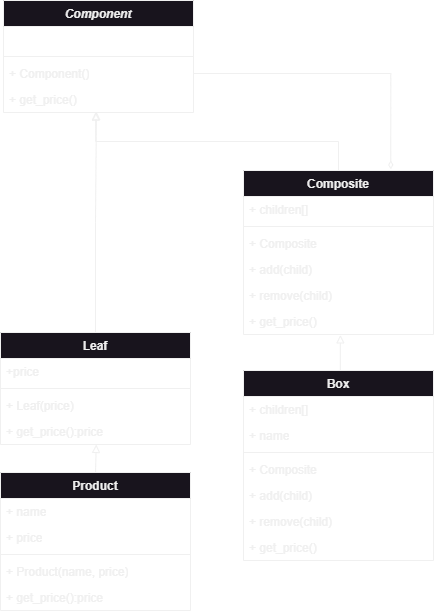 Component
+ Component()
+ get_price()
Composite
+ children[]
+ Composite
+ add(child)
+ remove(child)
+ get_price()
Leaf
+price
+ Leaf(price)
+ get_price():price
Box
+ children[]
+ name
+ Composite
+ add(child)
+ remove(child)
+ get_price()
Product
+ name
+ price
+ Product(name, price)
+ get_price():price